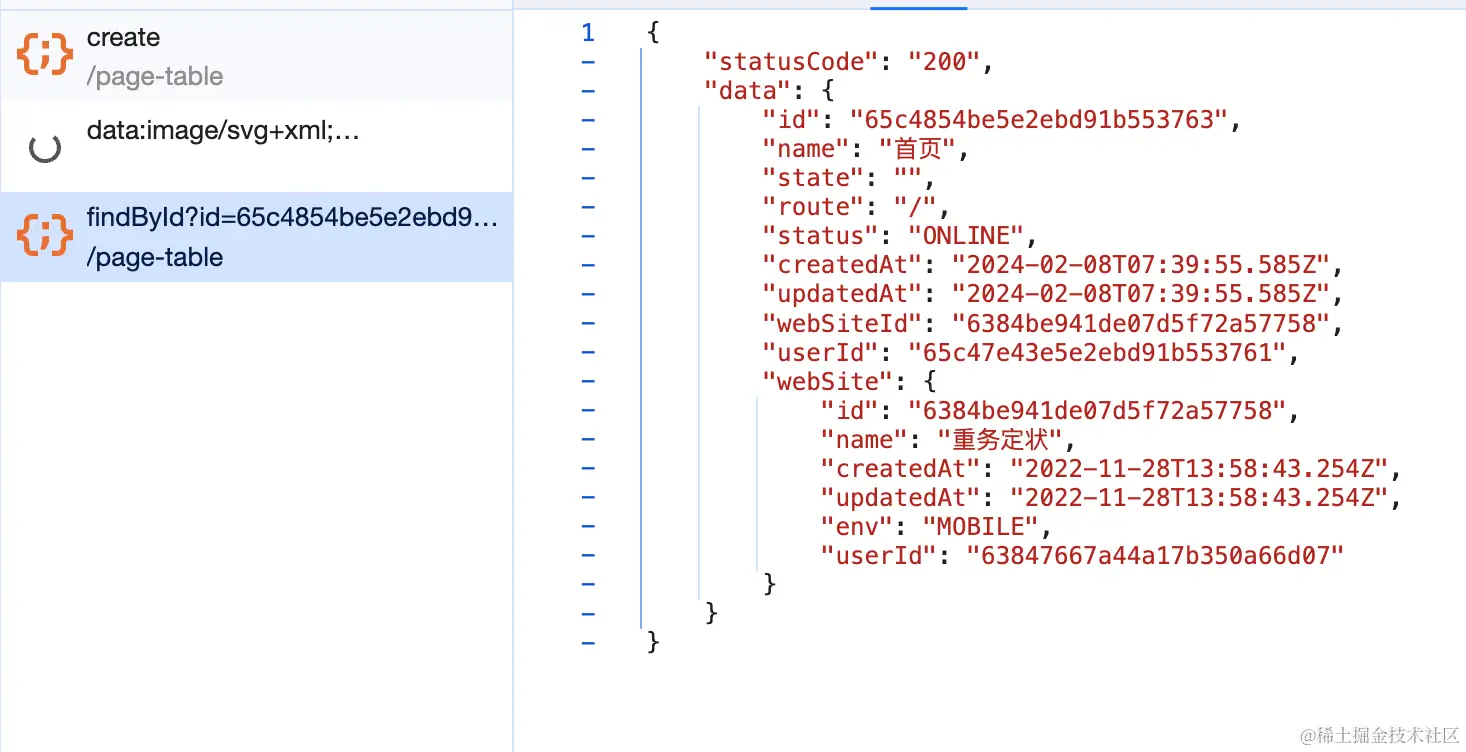 create
/page-table
data:image/svg+xml;…
findById?id=65c4854be5e2ebd9…
/page-table
1 {
- "statusCode": "200",
- "data": {
- "id": "65c4854be5e2ebd91b553763",
- "name": "首页",
- "state": "",
- "route": "/",
- "status": "ONLINE",
- "createdAt": "2024-02-08T07:39:55.585Z",
- "updatedAt": "2024-02-08T07:39:55.585Z",
- "webSiteId": "6384be941de07d5f72a57758",
- "userId": "65c47e43e5e2ebd91b553761",
- "webSite": {
- "id": "6384be941de07d5f72a57758",
- "name": "重务定状",
- "createdAt": "2022-11-28T13:58:43.254Z",
- "updatedAt": "2022-11-28T13:58:43.254Z",
- "env": "MOBILE",
- "userId": "63847667a44a17b350a66d07"
- }
- }
- }
@稀土掘金技术社区